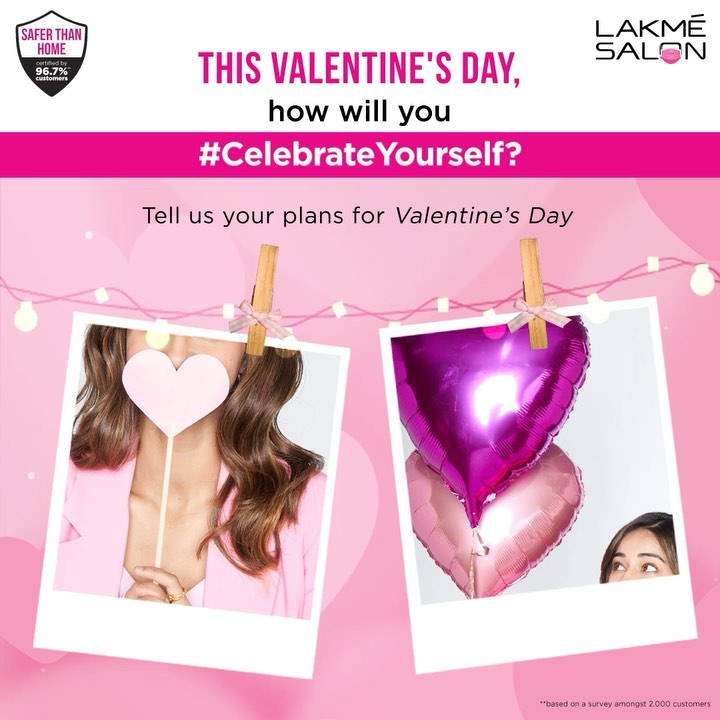 SAFER THAN
HOME
certified by
96.7%**
customers
LAKMÉ
SALON
THIS VALENTINE'S DAY,
how will you
#CelebrateYourself?
Tell us your plans for Valentine's Day
**based on a survey amongst 2,000 customers